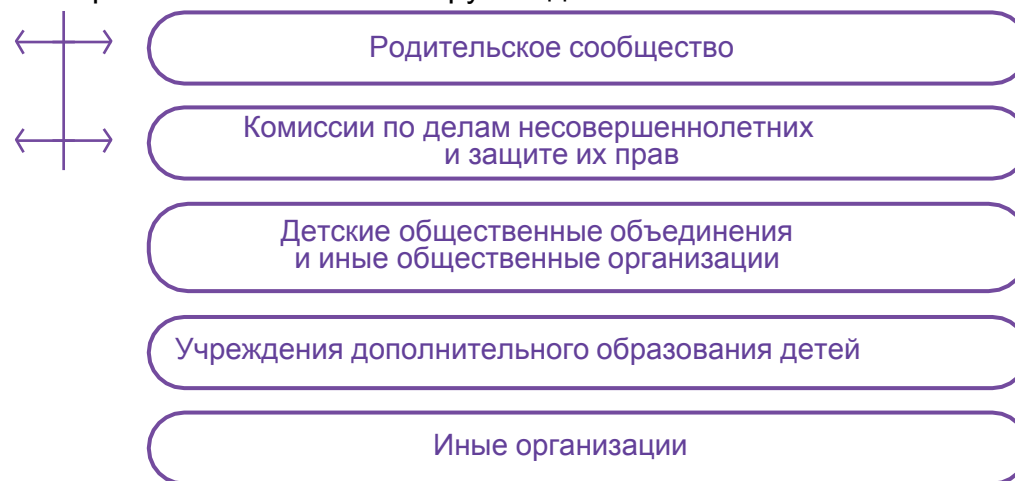 Родительское сообщество
Комиссии по делам несовершеннолетних
и защите их прав
Детские общественные объединения
и иные общественные организации
Учреждения дополнительного образования детей
Иные организации